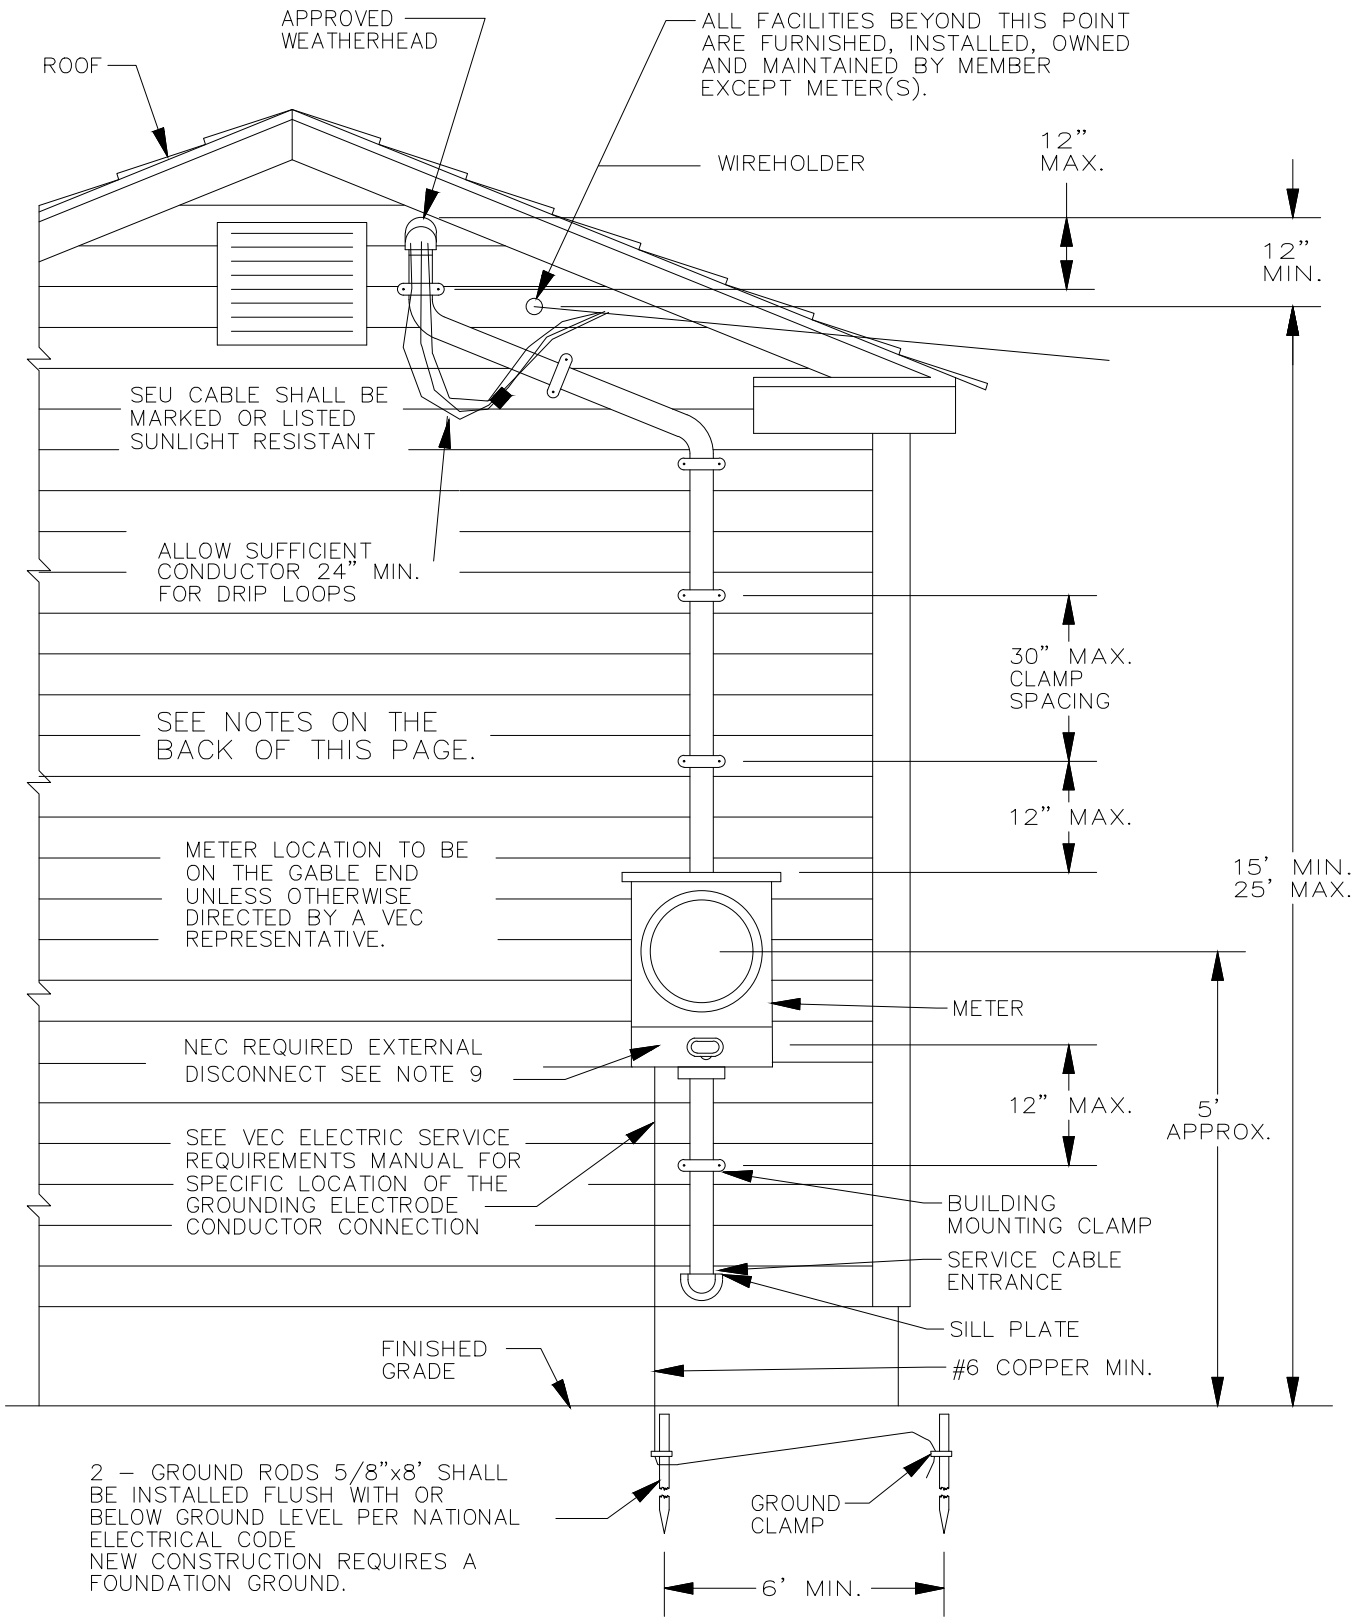 APPROVED
WEATHERHEAD
ALL FACILITIES BEYOND THIS POINT
ARE FURNISHED, INSTALLED, OWNED
AND MAINTAINED BY MEMBER
EXCEPT METER(S).
ROOF
WIREHOLDER
12"
MAX.
12"
MIN.
SEU CABLE SHALL BE
MARKED OR LISTED
SUNLIGHT RESISTANT
ALLOW SUFFICIENT
CONDUCTOR 24" MIN.
FOR DRIP LOOPS
30" MAX.
CLAMP
SPACING
SEE NOTES ON THE
BACK OF THIS PAGE.
12" MAX.
METER LOCATION TO BE
ON THE GABLE END
UNLESS OTHERWISE
DIRECTED BY A VEC
REPRESENTATIVE.
15' MIN.
25' MAX.
METER
NEC REQUIRED EXTERNAL
DISCONNECT SEE NOTE 9
12" MAX.
5'
APPROX.
SEE VEC ELECTRIC SERVICE
REQUIREMENTS MANUAL FOR
SPECIFIC LOCATION OF THE
GROUNDING ELECTRODE
CONDUCTOR CONNECTION
BUILDING
MOUNTING CLAMP
SERVICE CABLE
ENTRANCE
SILL PLATE
FINISHED
GRADE
#6 COPPER MIN.
2 - GROUND RODS 5/8"x8' SHALL
BE INSTALLED FLUSH WITH OR
BELOW GROUND LEVEL PER NATIONAL
ELECTRICAL CODE
NEW CONSTRUCTION REQUIRES A
FOUNDATION GROUND.
GROUND
CLAMP
6' MIN.